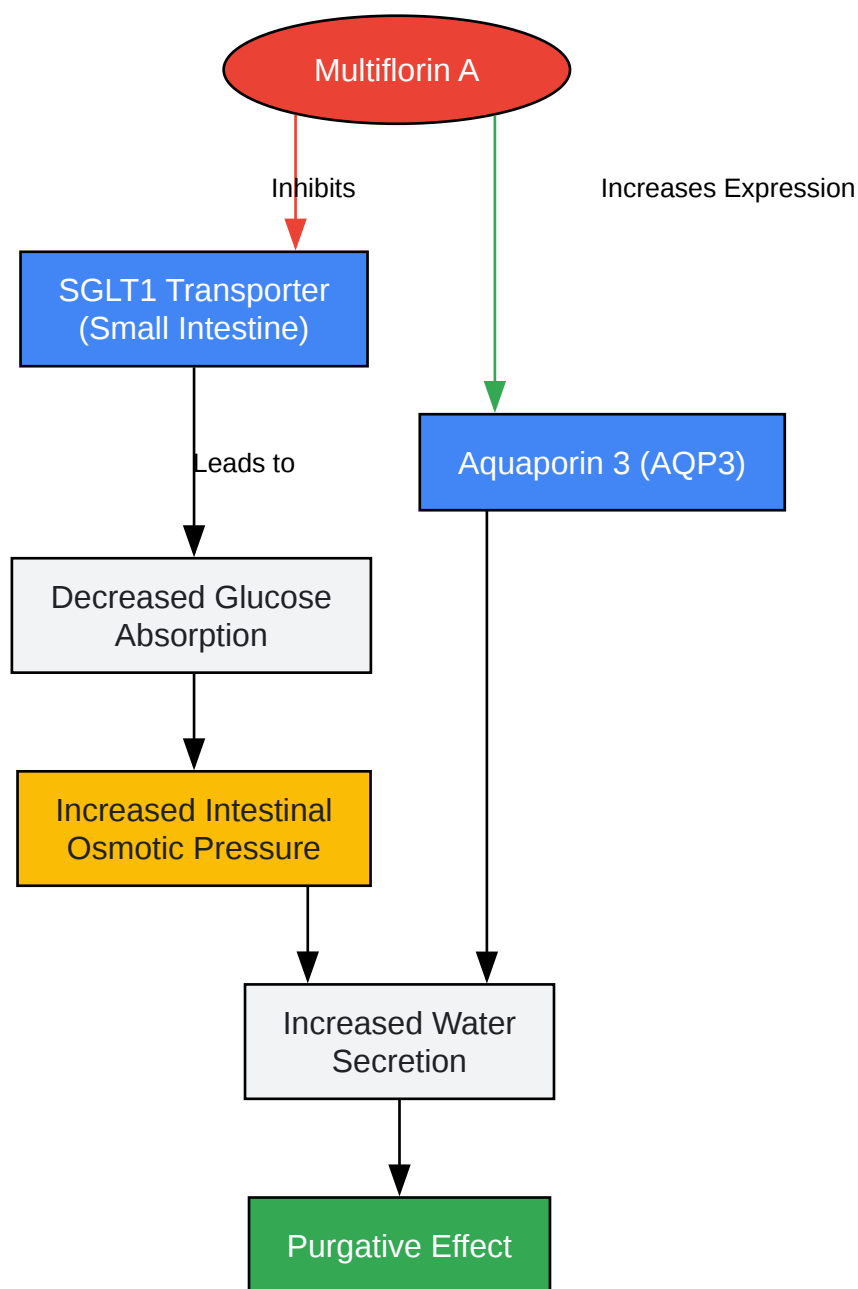 Multiflorin A
Inhibits
Increases Expression
SGLT1 Transporter
(Small Intestine)
Leads to
Aquaporin 3 (AQP3)
Decreased Glucose
Absorption
Increased Intestinal
Osmotic Pressure
Increased Water
Secretion
Purgative Effect